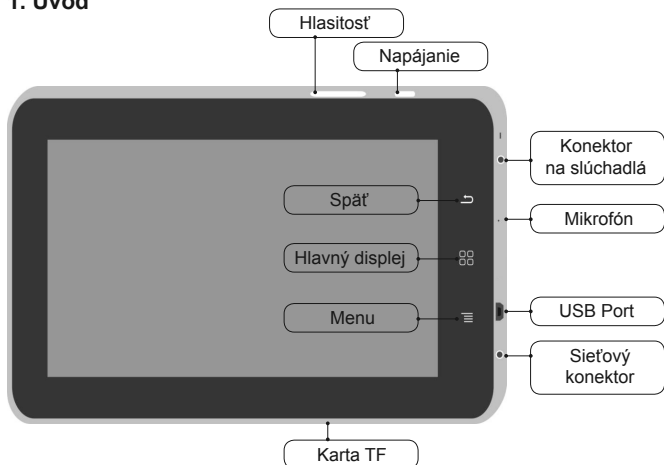 1. Úvod
Hlasitosť
Napájanie
Konektor
na slúchadlá
Späť
Mikrofón
Hlavný displej
USB Port
Menu
Sieťový
konektor
Karta TF